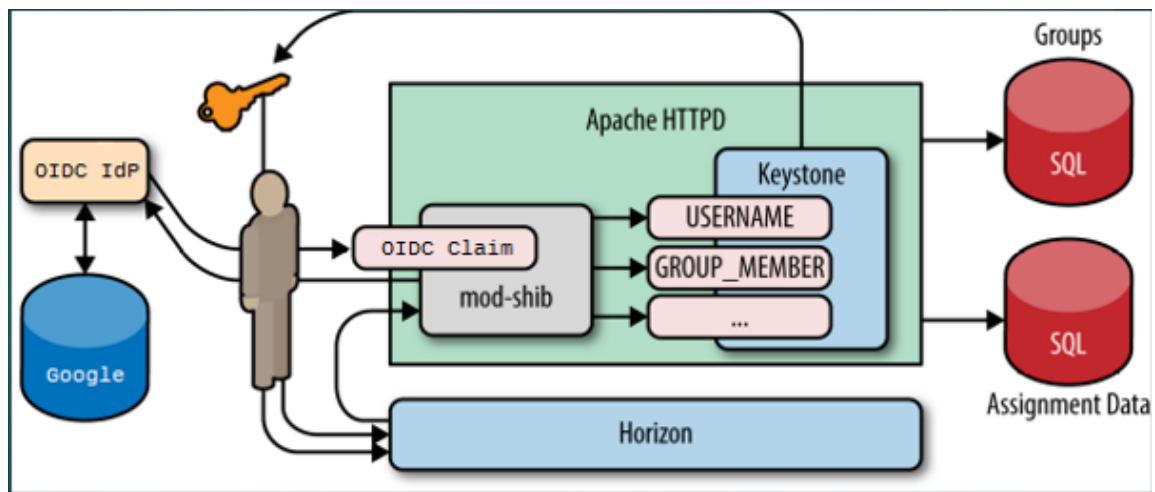 Groups
SQL
Apache HTTPD
Keystone
OIDC IdP
USERNAME
OIDC Claim
GROUP_MEMBER
mod-shib
...
Google
SQL
Assignment Data
Horizon